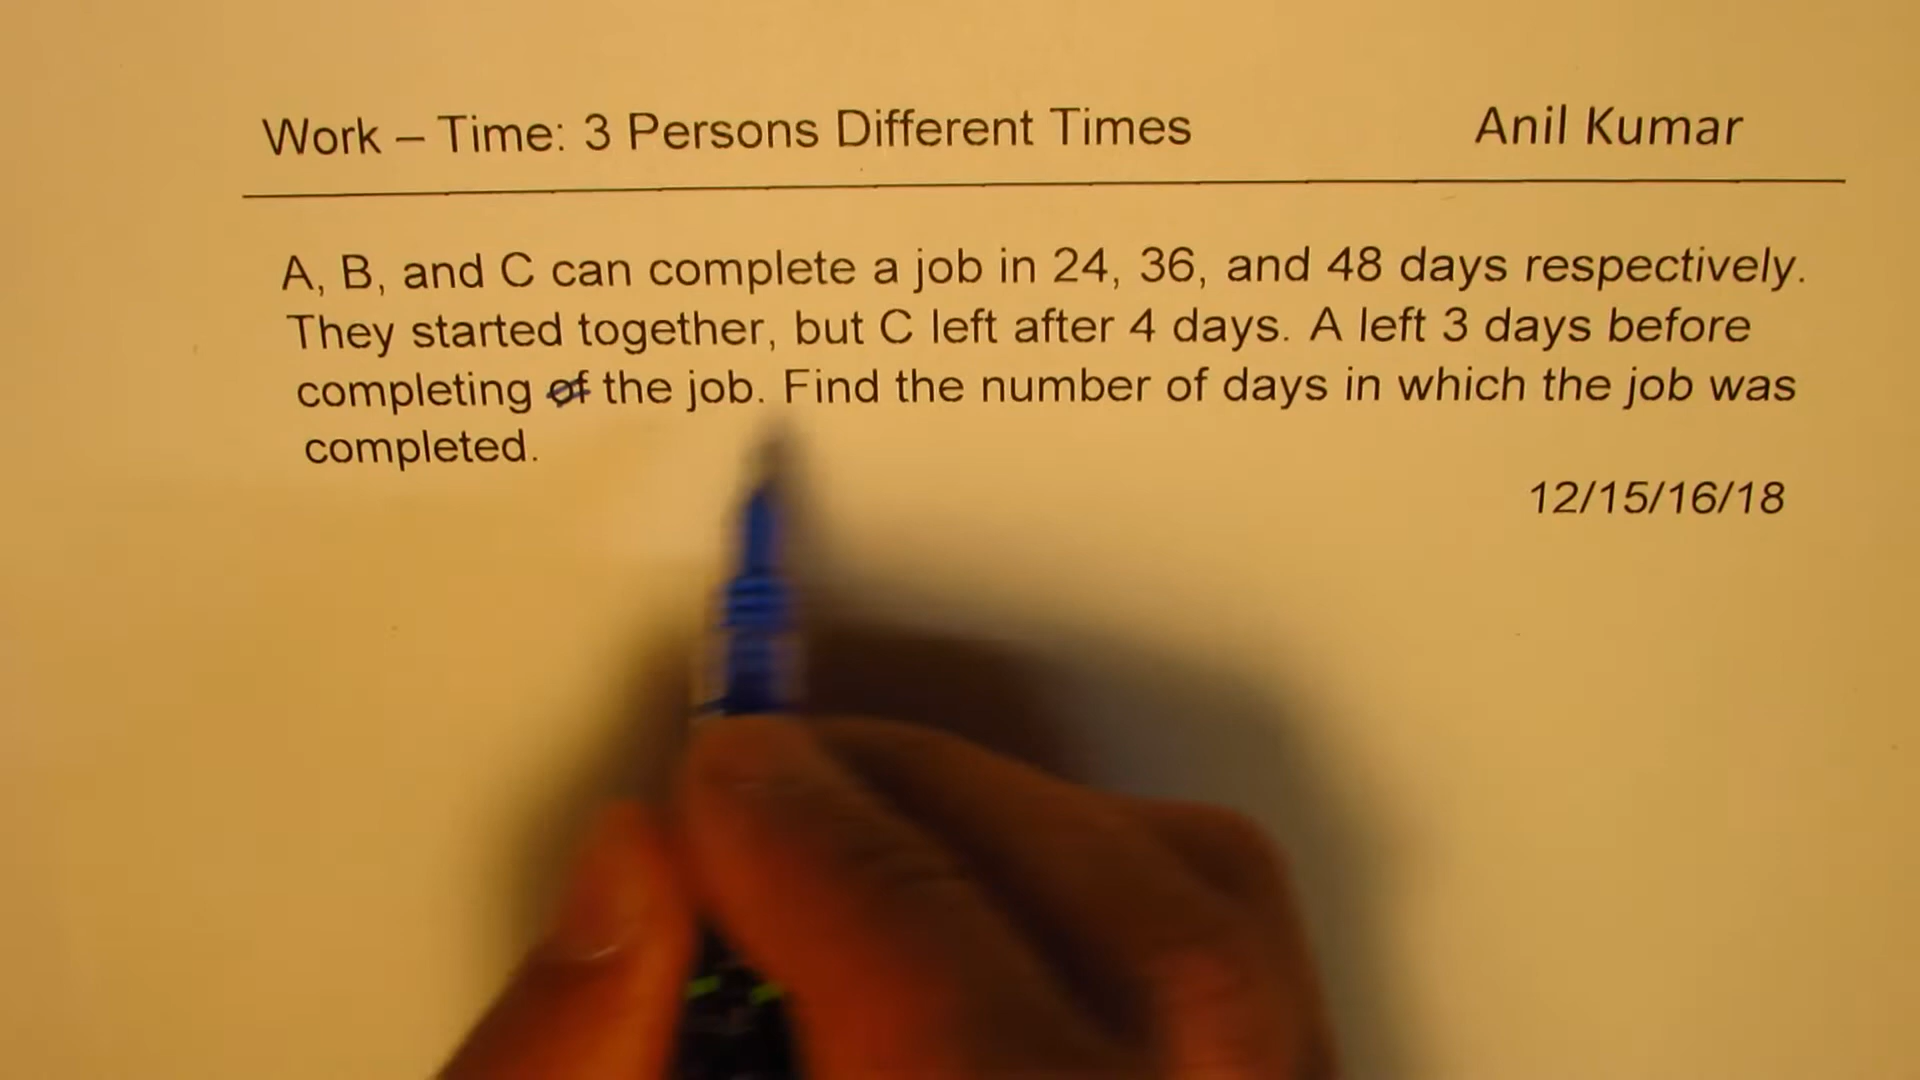 Work – Time: 3 Persons Different Times Anil Kumar
A, B, and C can complete a job in 24, 36, and 48 days respectively.
They started together, but C left after 4 days. A left 3 days before
completing of the job. Find the number of days in which the job was
completed.
12/15/16/18